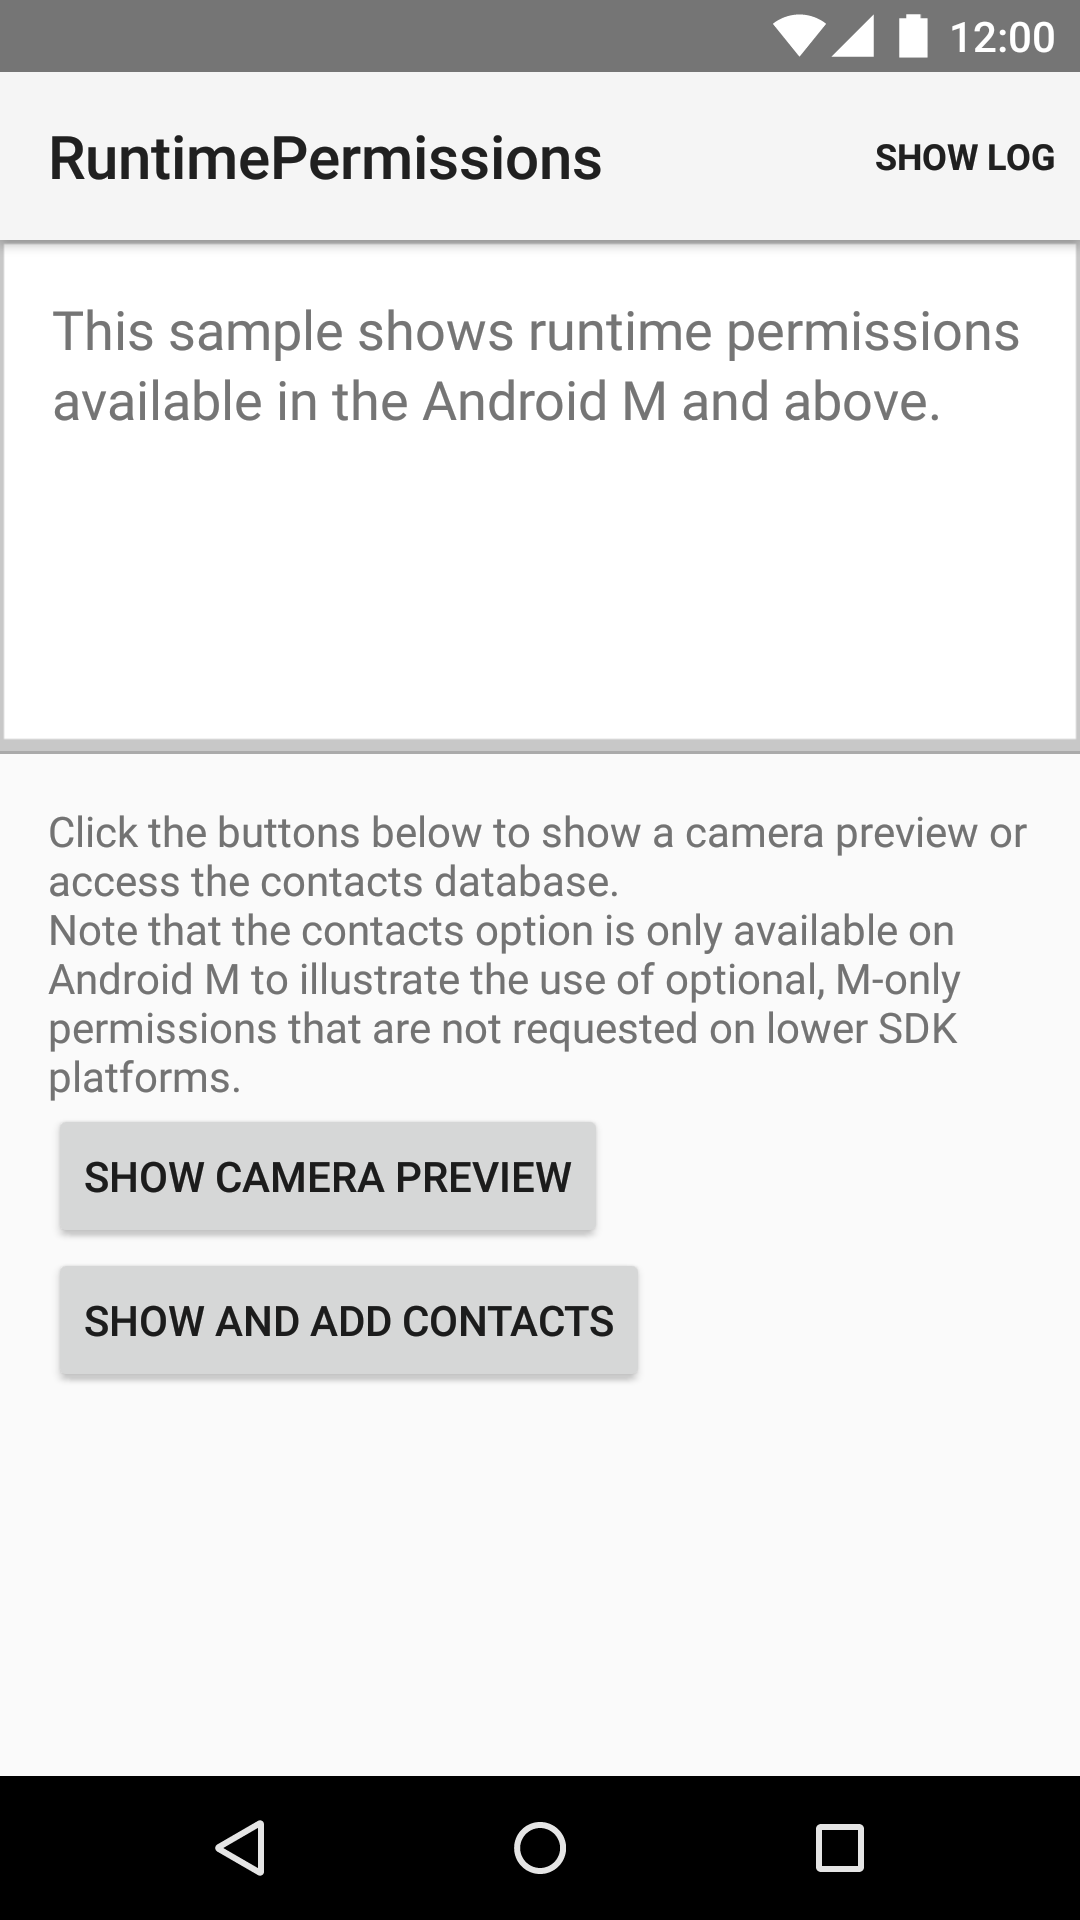 12:00
RuntimePermissions
SHOW LOG
This sample shows runtime permissions
available in the Android M and above.
Click the buttons below to show a camera preview or
access the contacts database.
Note that the contacts option is only available on
Android M to illustrate the use of optional, M-only
permissions that are not requested on lower SDK
platforms.
SHOW CAMERA PREVIEW
SHOW AND ADD CONTACTS